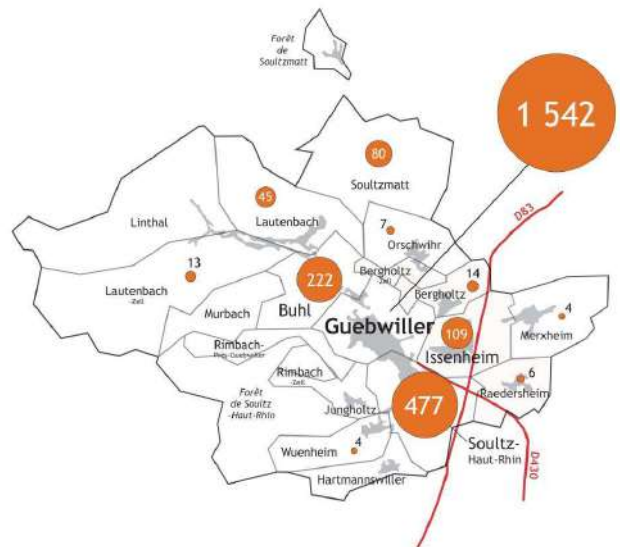 Forêt
de
Soultzmatt
1 542
80
Soultzmatt
45
Lautenbach
Linthal
D83
7
Orschwihr
13
Lautenbach
-Zell
222
Buhl
Bergholtz
-Zell
14
Bergholtz
Murbach
Guebwiller
109
Issenheim
4
Merxheim
Rimbach-
Près-Guebwiller
Rimbach
-Zell
6
Raedersheim
Forêt
de Soultz
-Haut-Rhin
477
Jungholtz
Soultz-
Haut-Rhin
4
Wuenheim
Hartmannswiller
D430